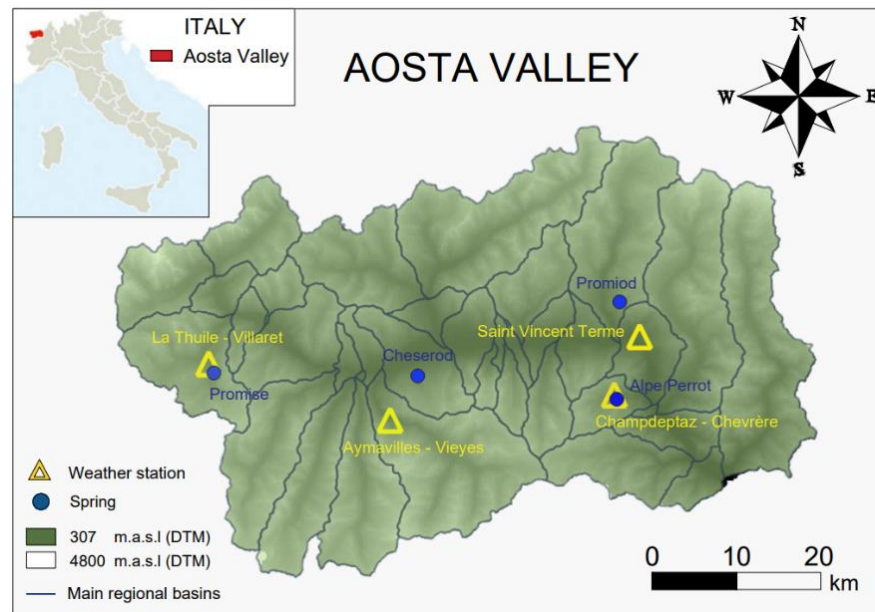 ITALY
Aosta Valley
AOSTA VALLEY
N
W
E
S
Promiod
La Thuile - Villaret
Saint Vincent Terme
Cheserod
Promise
Alpe Perrot
Champdeptaz - Chevrère
Aymavilles - Vieyes
Weather station
Spring
307 m.a.s.l (DTM)
4800 m.a.s.l (DTM)
Main regional basins
0 10 20
km